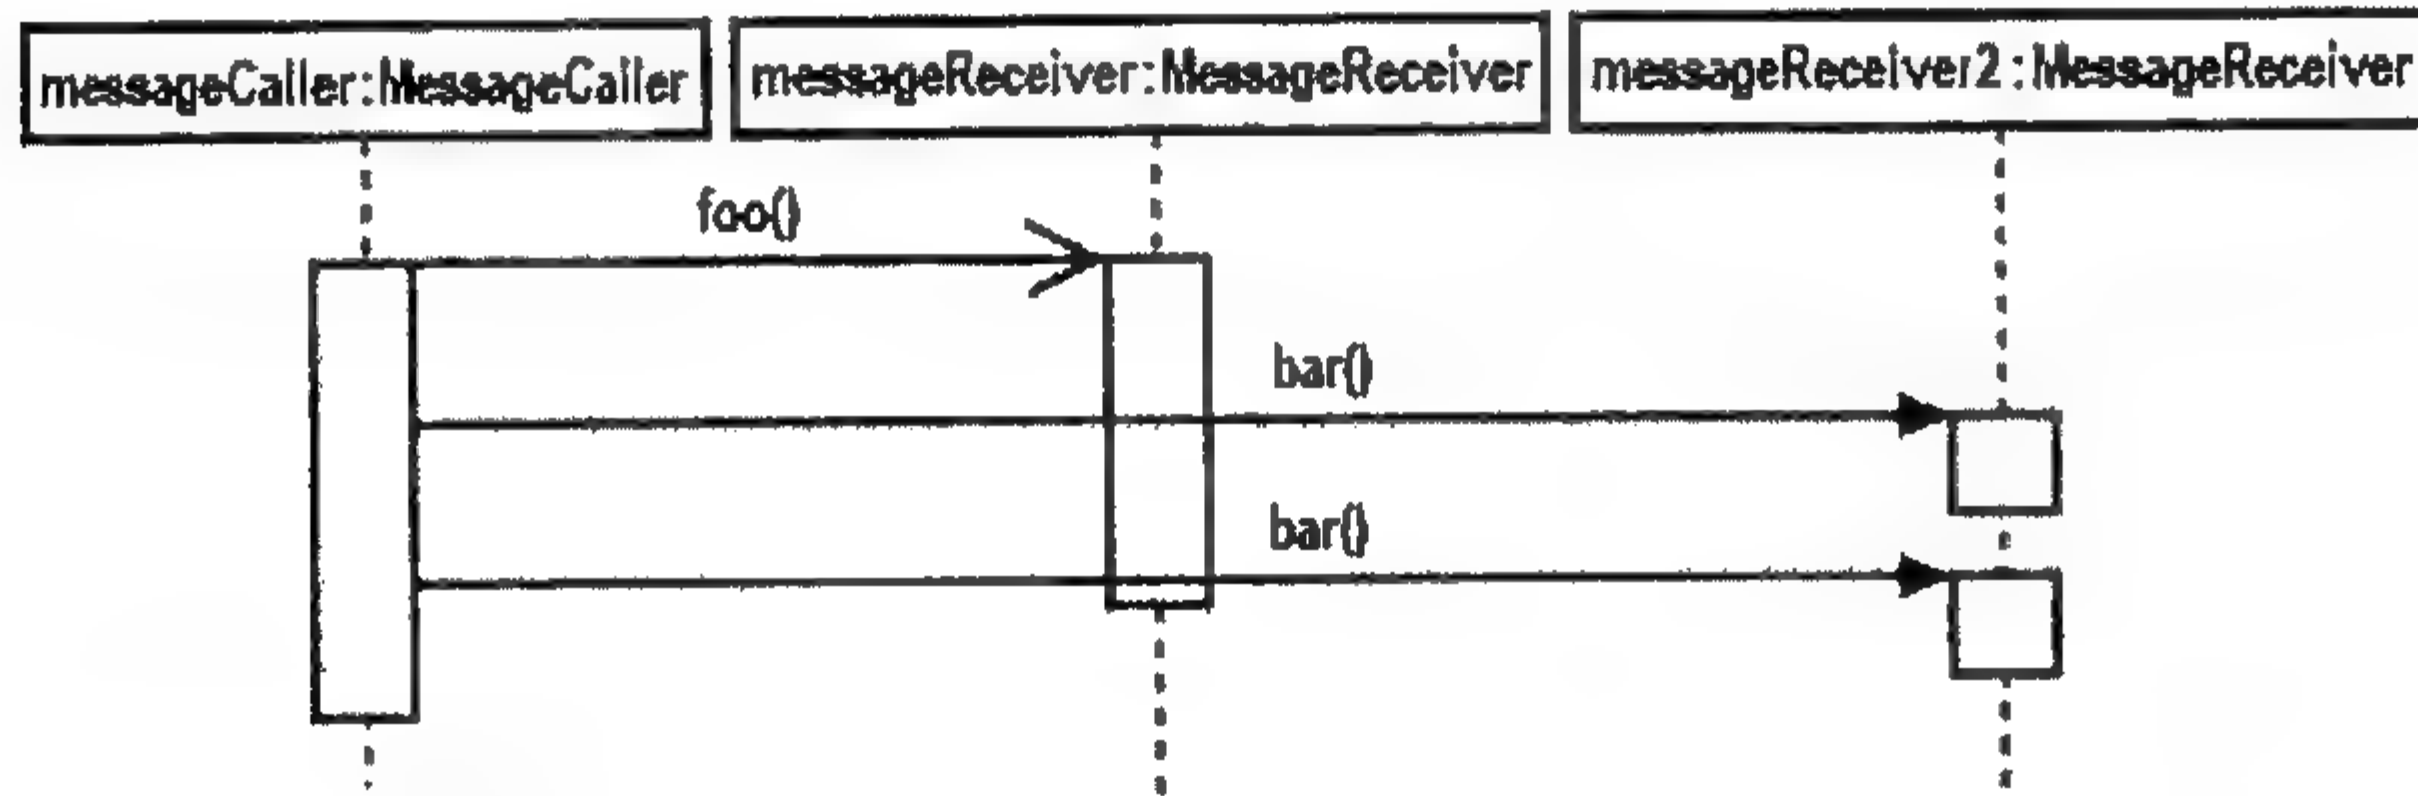 messageCaller:MessageCaller
messageReceiver:MessageReceiver
messageReceiver2:MessageReceiver
foo()
bar()
bar()